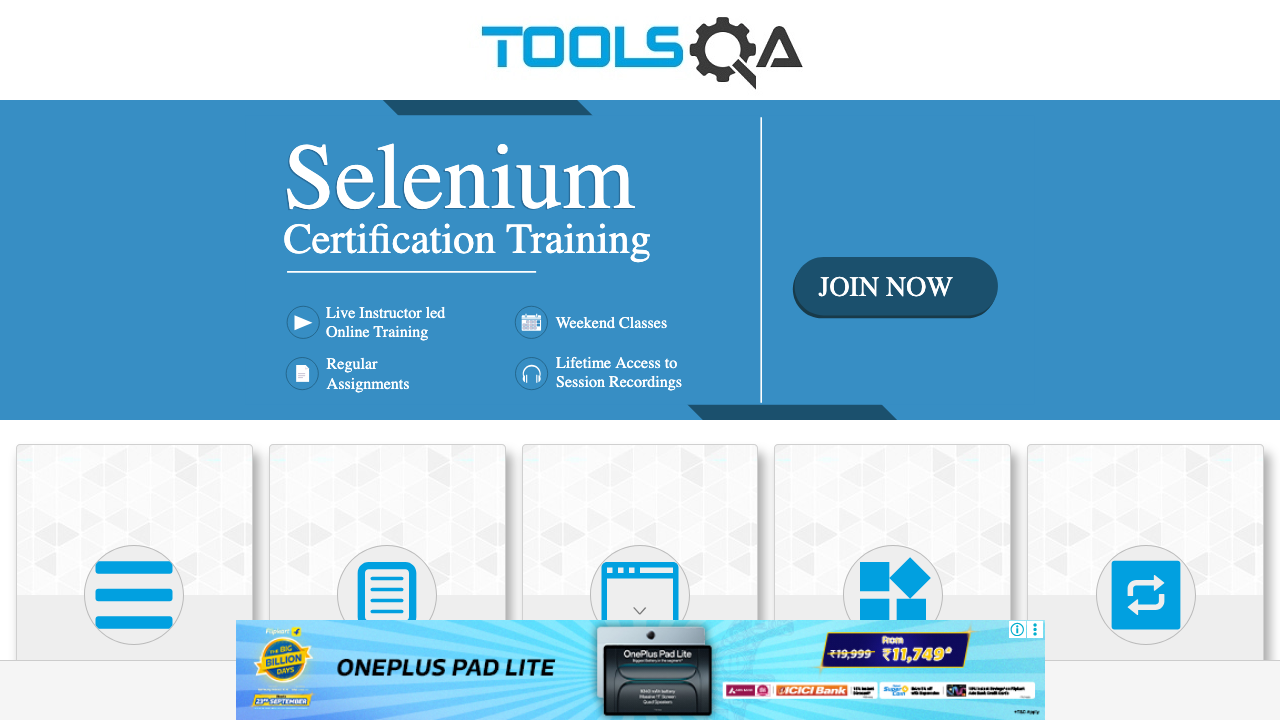 TOOLSQA
Selenium
Certification Training
JOIN NOW
Live Instructor led
Online Training
Weekend Classes
Regular
Assignments
Lifetime Access to
Session Recordings
Flipkart
THE BIG
BILLION
DAYS
23RD SEPTEMBER
ONEPLUS PAD LITE
OnePlus Pad Lite
From
₹19,999 ₹11,749*
ICICI Bank
*T&C Apply